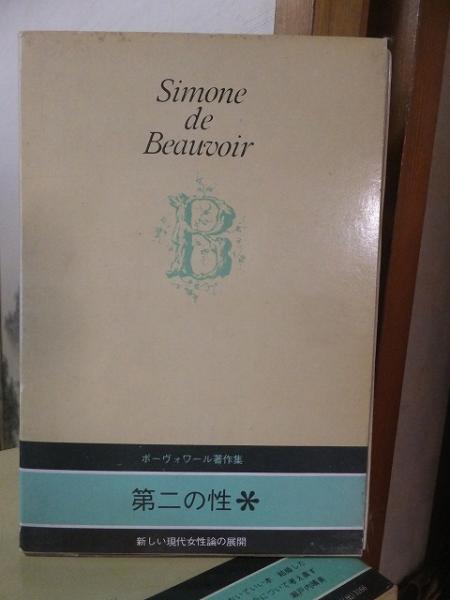 Simone
de
Beauvoir
B
ボーヴォワール著作集
第二の性*
新しい現代女性論の展開